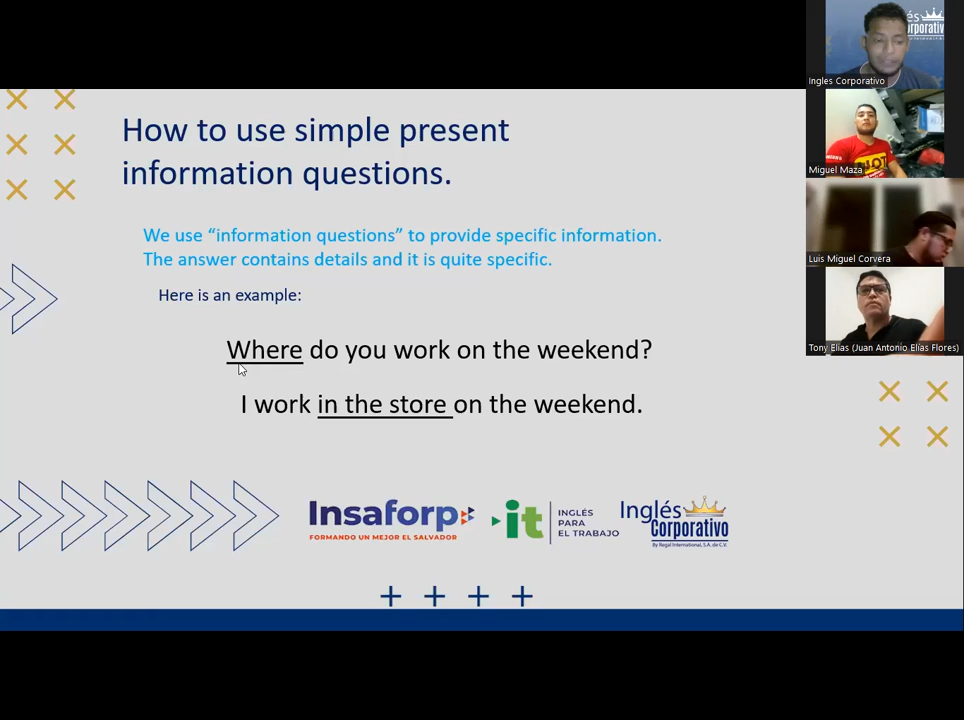 How to use simple present
information questions.
We use “information questions” to provide specific information.
The answer contains details and it is quite specific.
Here is an example:
Where do you work on the weekend?
I work in the store on the weekend.
Insaforp
FORMANDO UN MEJOR EL SALVADOR
it
INGLÉS
PARA
EL TRABAJO
Inglés
Corporativo
By Regal International, S.A. de C.V.
Ingles Corporativo
Miguel Maza
Luis Miguel Corvera
Tony Elias (Juan Antonio Elías Flores)